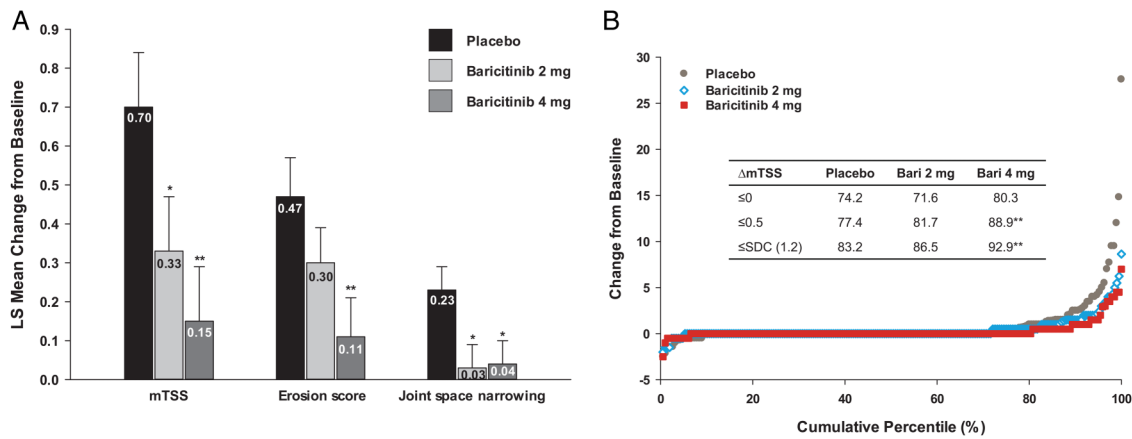 A
LS Mean Change from Baseline
0.9
0.8
0.7
0.6
0.5
0.4
0.3
0.2
0.1
0.0
Placebo
Baricitinib 2 mg
Baricitinib 4 mg
0.70
*
0.33
**
0.15
0.47
0.30
**
0.11
0.23
*
0.03
*
0.04
mTSS
Erosion score
Joint space narrowing
B
Change from Baseline
30
25
20
15
10
5
0
-5
Placebo
Baricitinib 2 mg
Baricitinib 4 mg
ΔmTSS Placebo Bari 2 mg Bari 4 mg
≤0 74.2 71.6 80.3
≤0.5 77.4 81.7 88.9**
≤SDC (1.2) 83.2 86.5 92.9**
0 20 40 60 80 100
Cumulative Percentile (%)